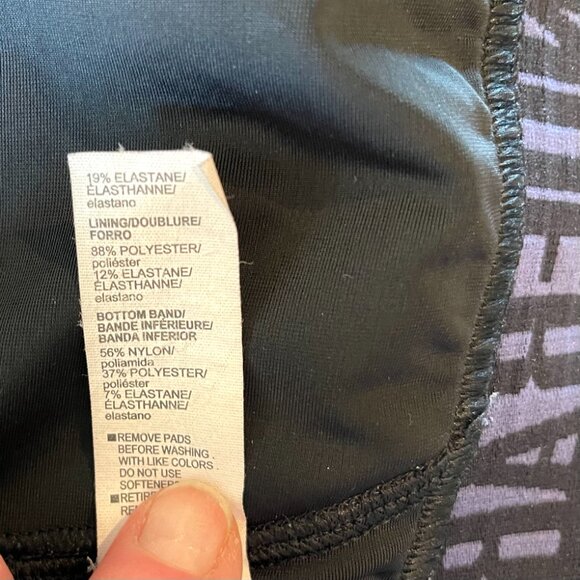 19% ELASTANE/
ÉLASTHANNE/
elastano
LINING/DOUBLURE/
FORRO
88% POLYESTER/
poliéster
12% ELASTANE/
ÉLASTHANNE/
elastano
BOTTOM BAND/
BANDE INFÉRIEURE/
BANDA INFERIOR
56% NYLON/
poliamida
37% POLYESTER/
poliéster
7% ELASTANE/
ÉLASTHANNE/
elastano
REMOVE PADS
BEFORE WASHING
WITH LIKE COLORS
DO NOT USE
SOFTENER